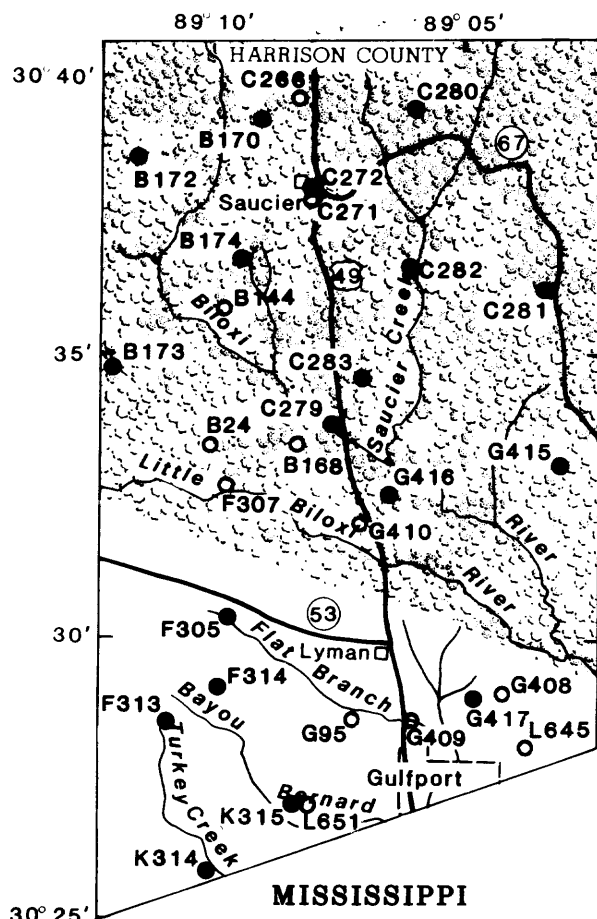 89° 10'
89° 05'
30° 40'
HARRISON COUNTY
C266
C280
B170
67
B172
C272
Saucier
C271
B174
49
C282
B144
C281
Biloxi
Saucier Creek
35'
B173
C283
C279
B24
B168
G415
Little
G416
F307
Biloxi
G410
River
River
53
F305
30'
Lyman
Flat Branch
F314
G408
F313
Bayou
G417
G95
G409
L645
Turkey Creek
Gulfport
Bernard
K315
L651
K314
30° 25'
MISSISSIPPI